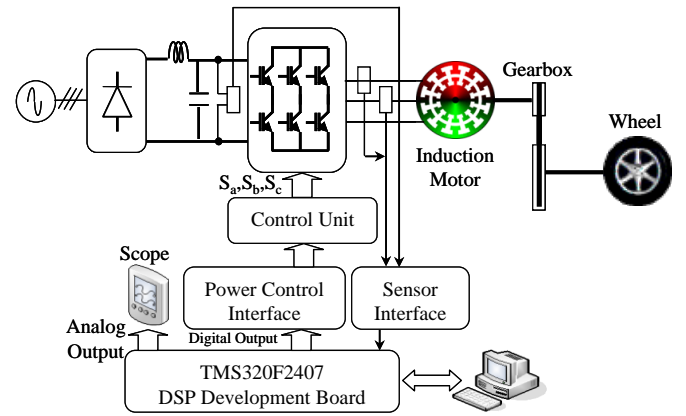 Gearbox
Wheel
Induction
Motor
Sa,Sb,Sc
Control Unit
Scope
Power Control
Interface
Sensor
Interface
Analog
Output
Digital Output
TMS320F2407
DSP Development Board